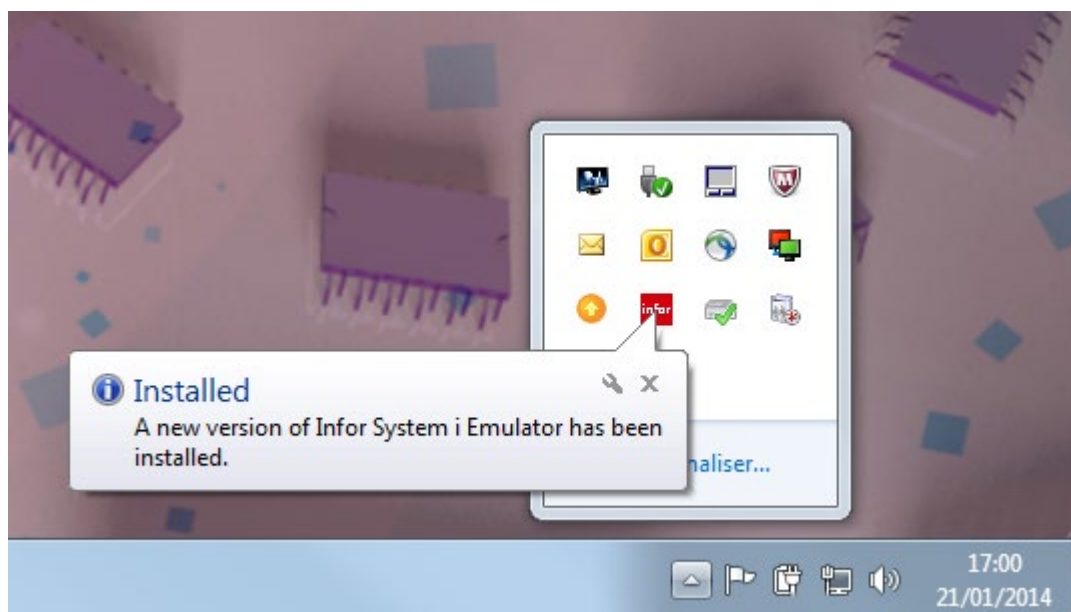 infor
Installed
A new version of Infor System i Emulator has been
installed.
naliser...
17:00
21/01/2014